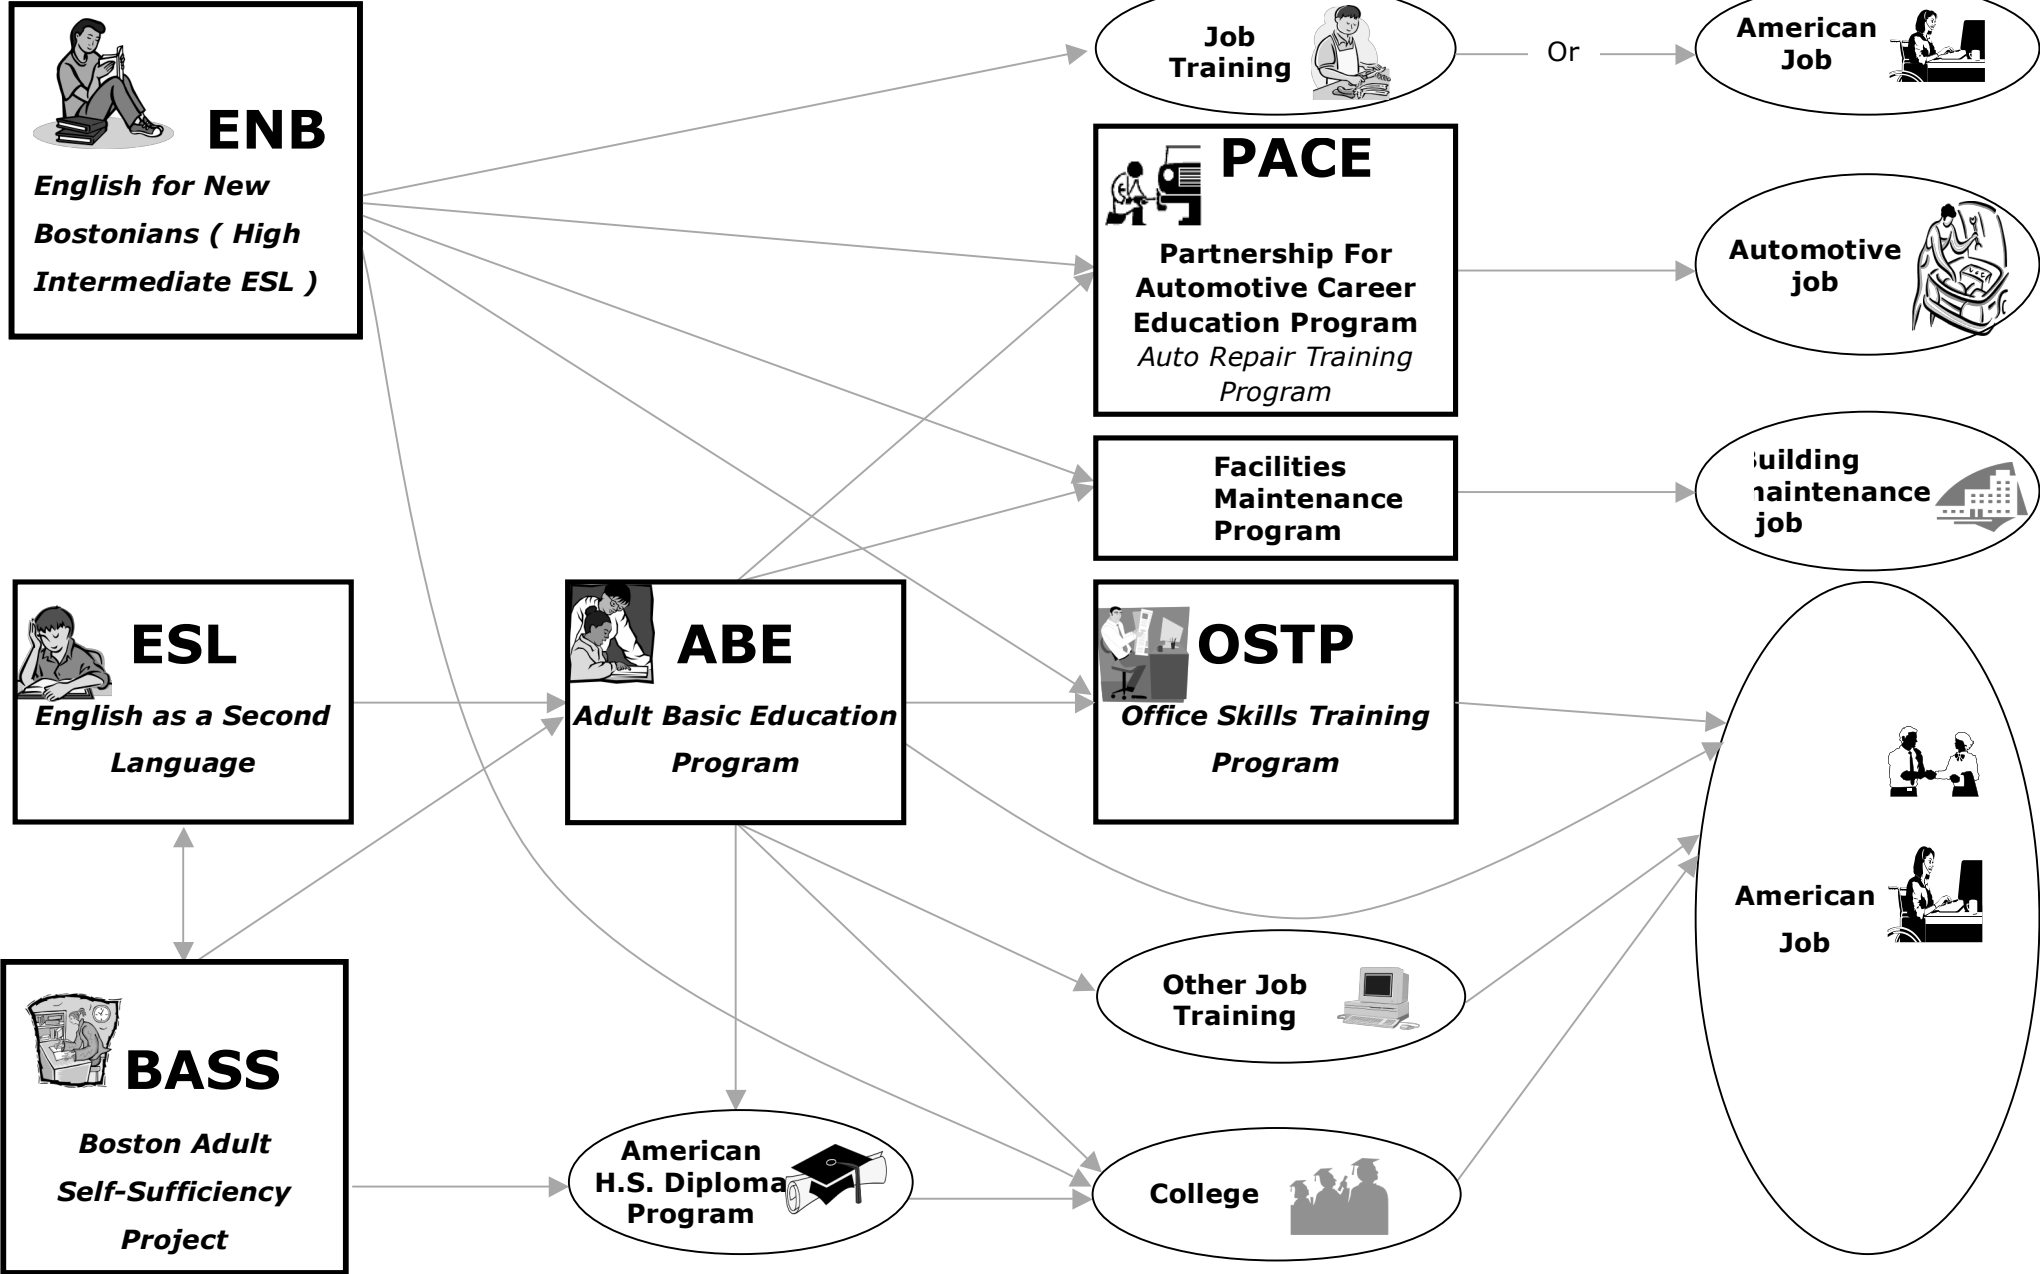 ENB
English for New
Bostonians ( High
Intermediate ESL )
Job
Training
Or
American
Job
PACE
Partnership For
Automotive Career
Education Program
Auto Repair Training
Program
Automotive
job
Facilities
Maintenance
Program
uilding
aintenance
job
ESL
English as a Second
Language
ABE
Adult Basic Education
Program
OSTP
Office Skills Training
Program
American
Job
BASS
Boston Adult
Self-Sufficiency
Project
American
H.S. Diploma
Program
Other Job
Training
College